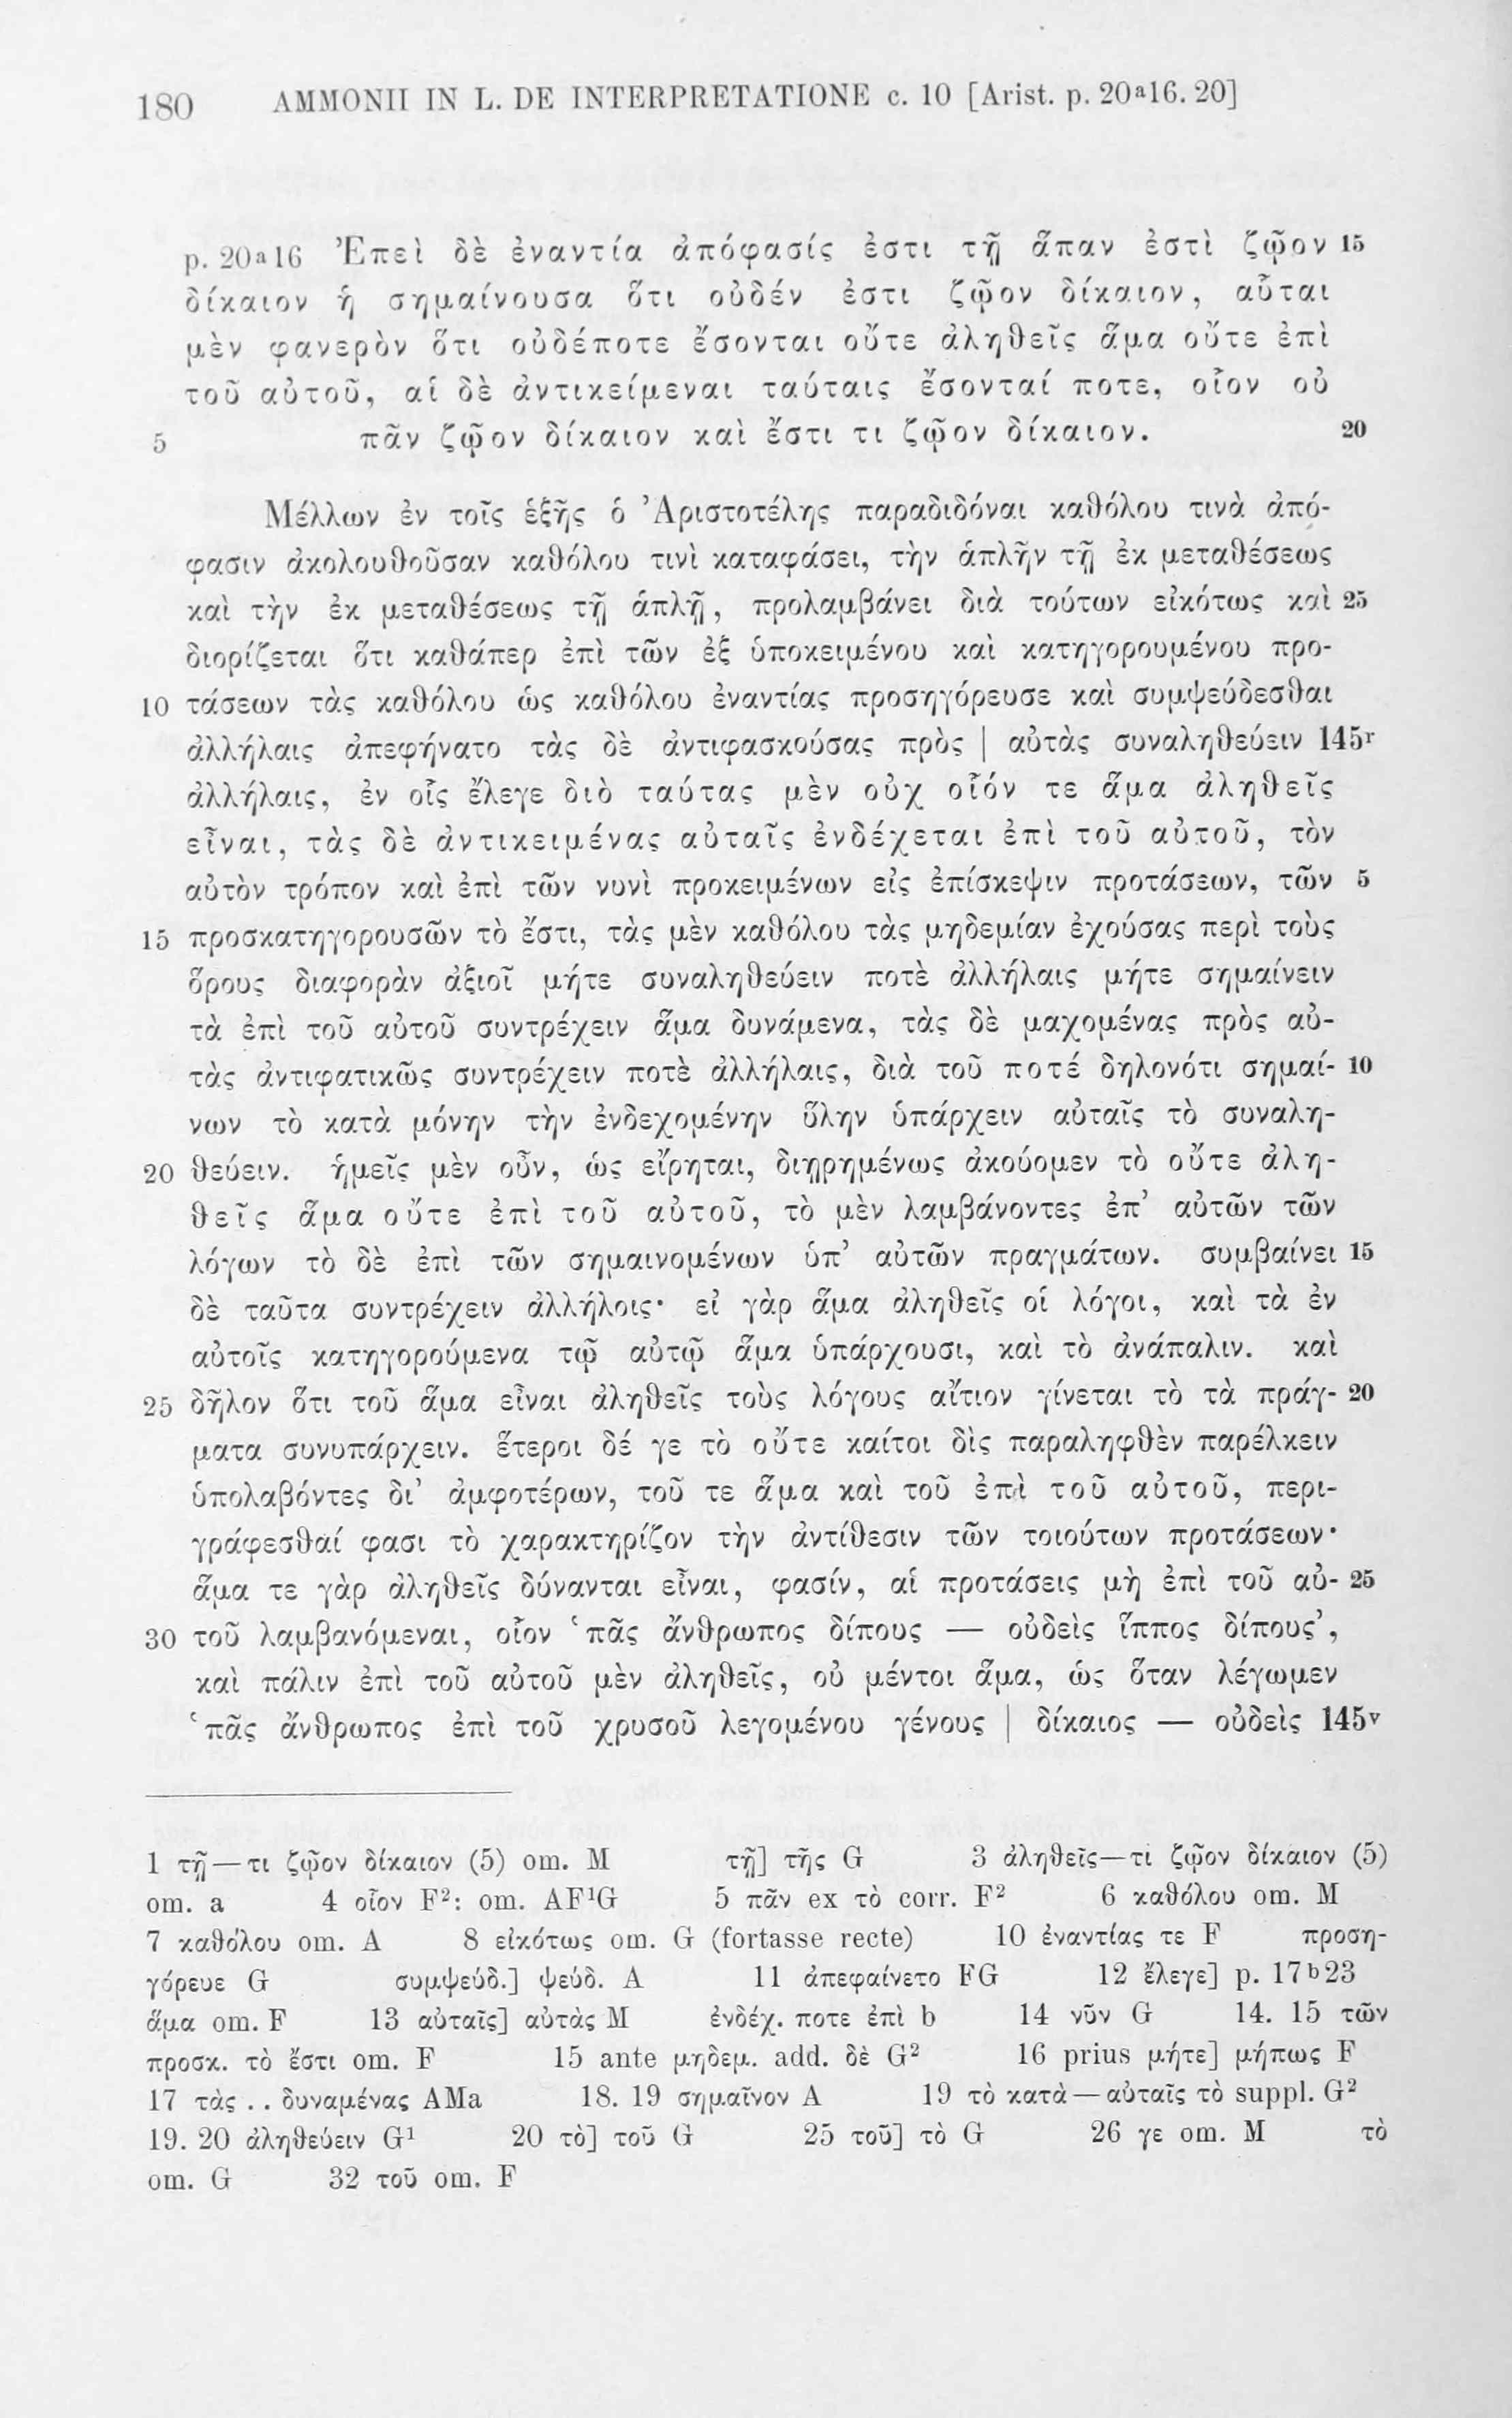 180 AMMONII IN L. DE INTERPRETATIONE c. 10 [Arist. p. 20ᵃ16. 20]
p. 20ᵃ16 Ἐπεὶ δὲ ἐναντία ἀπόφασίς ἐστι τῇ ἅπαν ἐστὶ ζῷον 15
δίκαιον ἡ σημαίνουσα ὅτι οὐδέν ἐστι ζῷον δίκαιον, αὗται
μὲν φανερὸν ὅτι οὐδέποτε ἔσονται οὔτε ἀληθεῖς ἅμα οὔτε ἐπὶ
τοῦ αὐτοῦ, αἱ δὲ ἀντικείμεναι ταύταις ἔσονταί ποτε, οἷον οὐ
5 πᾶν ζῷον δίκαιον καὶ ἔστι τι ζῷον δίκαιον. 20
Μέλλων ἐν τοῖς ἑξῆς ὁ Ἀριστοτέλης παραδιδόναι καθόλου τινὰ ἀπό-
φασιν ἀκολουθοῦσαν καθόλου τινὶ καταφάσει, τὴν ἁπλῆν τῇ ἐκ μεταθέσεως
καὶ τὴν ἐκ μεταθέσεως τῇ ἁπλῇ, προλαμβάνει διὰ τούτων εἰκότως καὶ 25
διορίζεται ὅτι καθάπερ ἐπὶ τῶν ἐξ ὑποκειμένου καὶ κατηγορουμένου προ-
10 τάσεων τὰς καθόλου ὡς καθόλου ἐναντίας προσηγόρευσε καὶ συμψεύδεσθαι
ἀλλήλαις ἀπεφήνατο τὰς δὲ ἀντιφασκούσας πρὸς | αὐτὰς συναληθεύειν 145ʳ
ἀλλήλαις, ἐν οἷς ἔλεγε διὸ ταύτας μὲν οὐχ οἷόν τε ἅμα ἀληθεῖς
εἶναι, τὰς δὲ ἀντικειμένας αὐταῖς ἐνδέχεται ἐπὶ τοῦ αὐτοῦ, τὸν
αὐτὸν τρόπον καὶ ἐπὶ τῶν νυνὶ προκειμένων εἰς ἐπίσκεψιν προτάσεων, τῶν 5
15 προσκατηγορουσῶν τὸ ἔστι, τὰς μὲν καθόλου τὰς μηδεμίαν ἐχούσας περὶ τοὺς
ὅρους διαφορὰν ἀξιοῖ μήτε συναληθεύειν ποτὲ ἀλλήλαις μήτε σημαίνειν
τὰ ἐπὶ τοῦ αὐτοῦ συντρέχειν ἅμα δυνάμενα, τὰς δὲ μαχομένας πρὸς αὐ-
τὰς ἀντιφατικῶς συντρέχειν ποτὲ ἀλλήλαις, διὰ τοῦ ποτέ δηλονότι σημαί- 10
νων τὸ κατὰ μόνην τὴν ἐνδεχομένην ὕλην ὑπάρχειν αὐταῖς τὸ συναλη-
20 θεύειν. ἡμεῖς μὲν οὖν, ὡς εἴρηται, διῃρημένως ἀκούομεν τὸ οὔτε ἀλη-
θεῖς ἅμα οὔτε ἐπὶ τοῦ αὐτοῦ, τὸ μὲν λαμβάνοντες ἐπ’ αὐτῶν τῶν
λόγων τὸ δὲ ἐπὶ τῶν σημαινομένων ὑπ’ αὐτῶν πραγμάτων. συμβαίνει 15
δὲ ταῦτα συντρέχειν ἀλλήλοις· εἰ γὰρ ἅμα ἀληθεῖς οἱ λόγοι, καὶ τὰ ἐν
αὐτοῖς κατηγορούμενα τῷ αὐτῷ ἅμα ὑπάρχουσι, καὶ τὸ ἀνάπαλιν. καὶ
25 δῆλον ὅτι τοῦ ἅμα εἶναι ἀληθεῖς τοὺς λόγους αἴτιον γίνεται τὸ τὰ πράγ- 20
ματα συνυπάρχειν. ἕτεροι δέ γε τὸ οὔτε καίτοι δὶς παραληφθὲν παρέλκειν
ὑπολαβόντες δι’ ἀμφοτέρων, τοῦ τε ἅμα καὶ τοῦ ἐπὶ τοῦ αὐτοῦ, περι-
γράφεσθαί φασι τὸ χαρακτηρίζον τὴν ἀντίθεσιν τῶν τοιούτων προτάσεων·
ἅμα τε γὰρ ἀληθεῖς δύνανται εἶναι, φασίν, αἱ προτάσεις μὴ ἐπὶ τοῦ αὐ- 25
30 τοῦ λαμβανόμεναι, οἷον ‘πᾶς ἄνθρωπος δίπους — οὐδεὶς ἵππος δίπους’,
καὶ πάλιν ἐπὶ τοῦ αὐτοῦ μὲν ἀληθεῖς, οὐ μέντοι ἅμα, ὡς ὅταν λέγωμεν
‘πᾶς ἄνθρωπος ἐπὶ τοῦ χρυσοῦ λεγομένου γένους | δίκαιος — οὐδεὶς 145ᵛ
1 τῇ—τι ζῷον δίκαιον (5) om. M τῇ] τῆς G 3 ἀληθεῖς—τὶ ζῷον δίκαιον (5)
om. a 4 οἷον F²: om. AF¹G 5 πᾶν ex τὸ corr. F² 6 καθόλου om. M
7 καθόλου om. A 8 εἰκότως om. G (fortasse recte) 10 ἐναντίας τε F προση-
γόρευε G συμψεύδ.] ψεύδ. A 11 ἀπεφαίνετο FG 12 ἔλεγε] p. 17ᵇ23
ἅμα om. F 13 αὐταῖς] αὐτὰς M ἐνδέχ. ποτε ἐπὶ b 14 νῦν G 14. 15 τῶν
προσκ. τὸ ἔστι om. F 15 ante μηδεμ. add. δὲ G² 16 prius μήτε] μήπως F
17 τὰς . . δυναμένας AMa 18. 19 σημαῖνον A 19 τὸ κατὰ—αὐταῖς τὸ suppl. G²
19. 20 ἀληθεύειν G¹ 20 τὸ] τοῦ G 25 τοῦ] τὸ G 26 γε om. M τὸ
om. G 32 τοῦ om. F